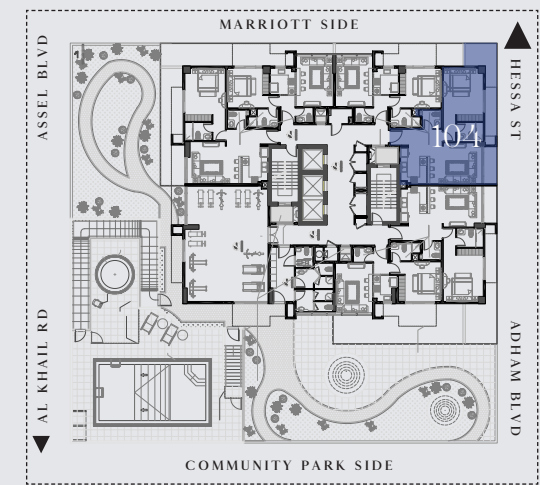 MARRIOTT SIDE
ASSEL BLVD
HESSA ST
104
AL KHAIL RD
ADHAM BLVD
COMMUNITY PARK SIDE